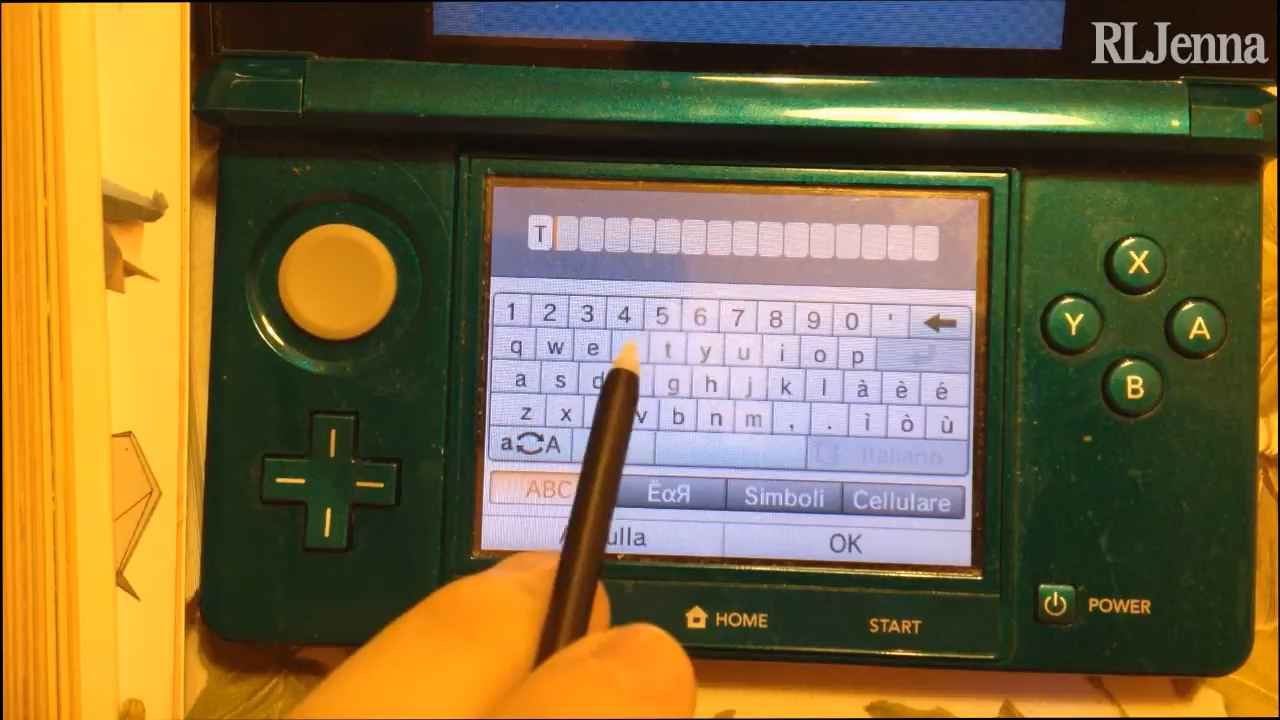 RLJenna
T
1 2 3 4 5 6 7 8 9 0 '
q w e t y u i o p
a s d g h j k l à è é
z x v b n m , . ì ò ù
a A Italiano
ABC ËαЯ Simboli Cellulare
OK
X
Y A
B
HOME START
POWER